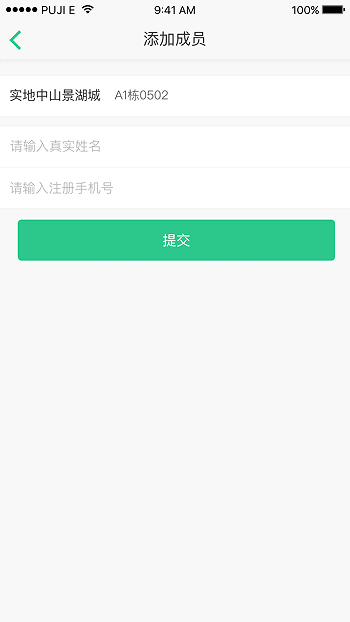 PUJI E 9:41 AM 100%
添加成员
实地中山景湖城 A1栋0502
请输入真实姓名
请输入注册手机号
提交